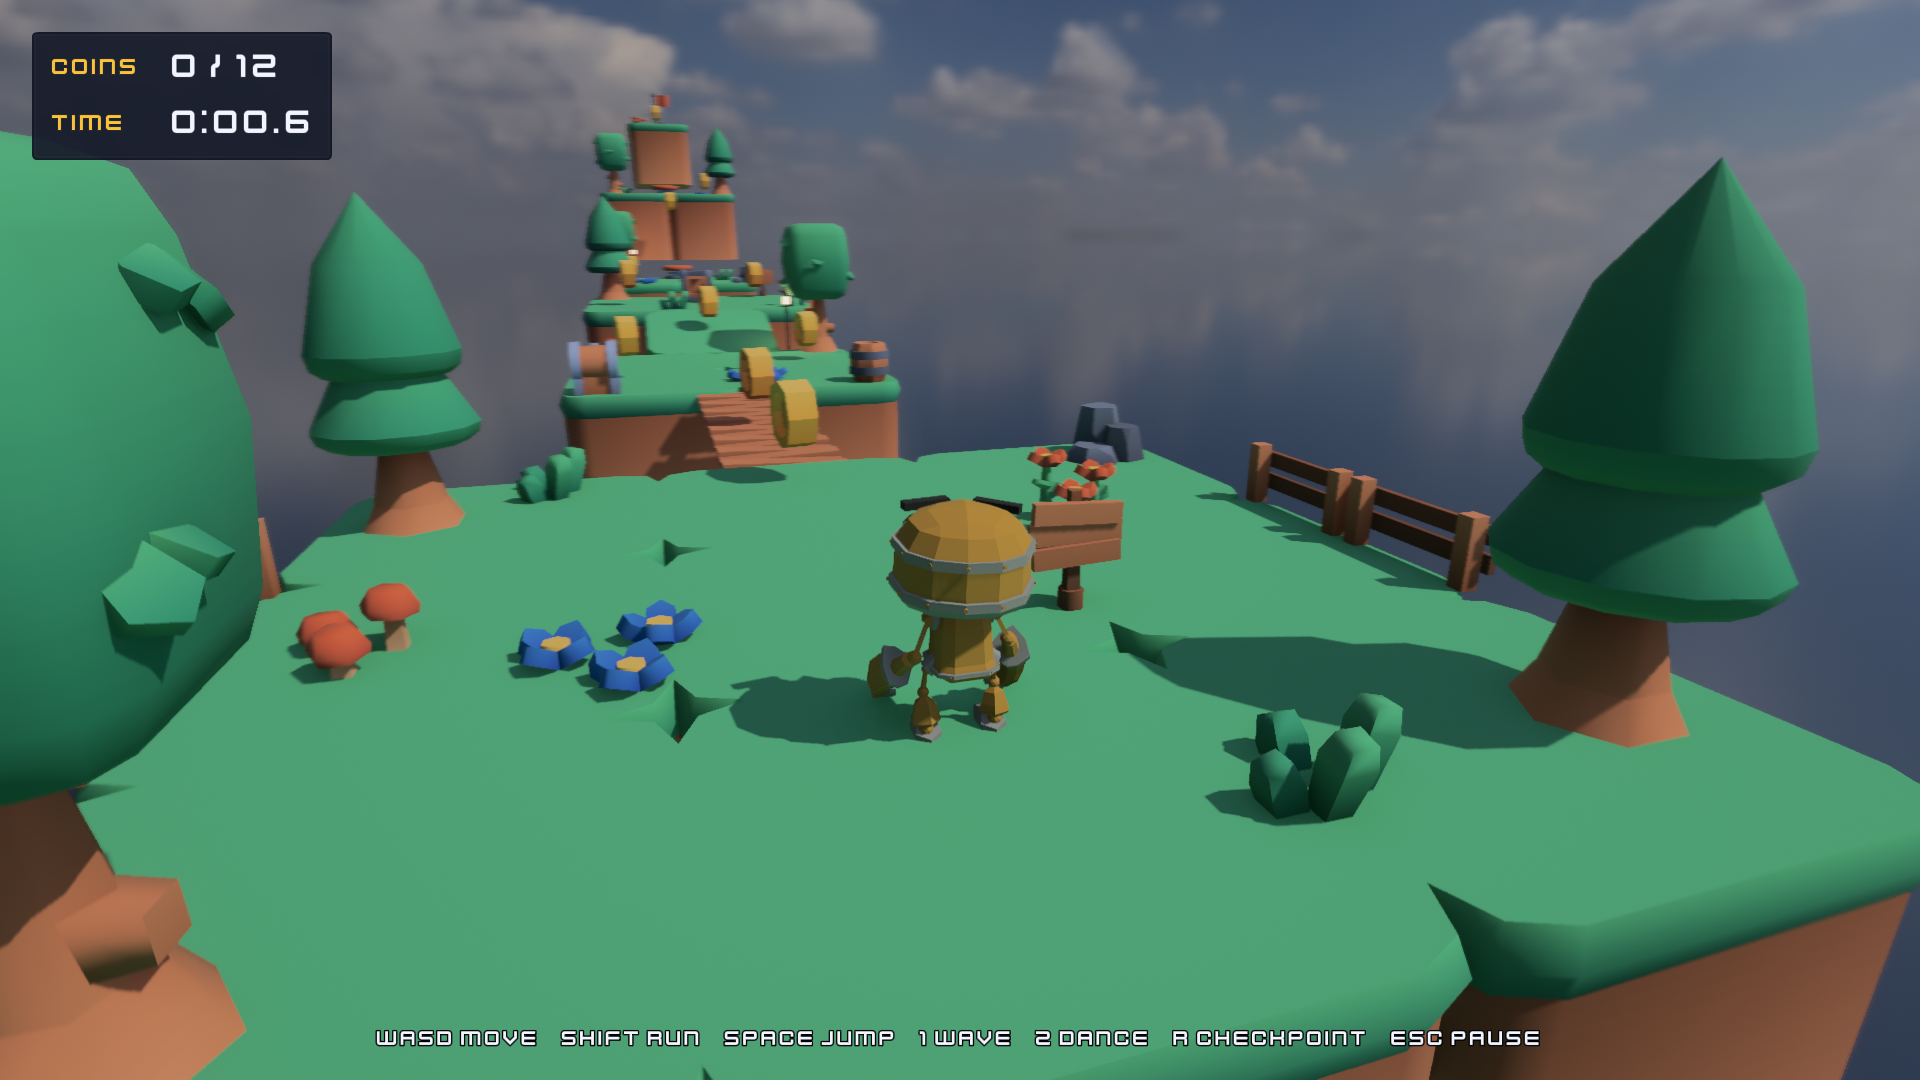 COINS 0 / 12
TIME 0:00.6
WASD MOVE SHIFT RUN SPACE JUMP 1 WAVE 2 DANCE R CHECKPOINT ESC PAUSE